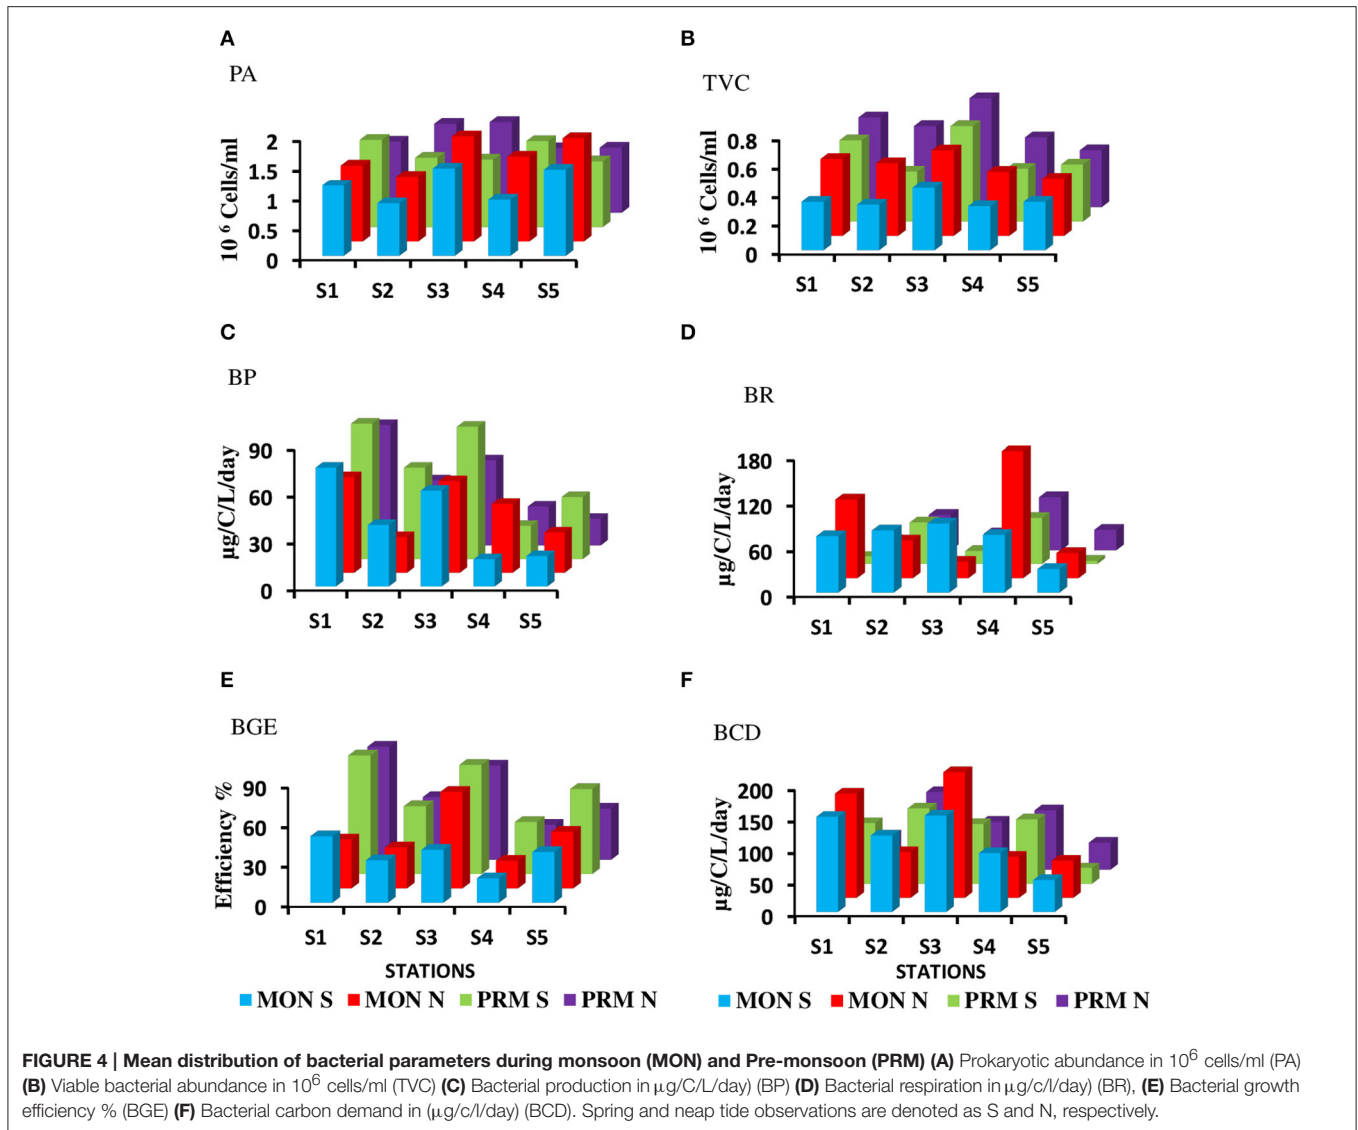 A
PA
10 6 Cells/ml
2
1.5
1
0.5
0
S1 S2 S3 S4 S5
B
TVC
10 6 Cells/ml
0.8
0.6
0.4
0.2
0
S1 S2 S3 S4 S5
C
BP
µg/C/L/day
90
60
30
0
S1 S2 S3 S4 S5
D
BR
µg/C/L/day
180
120
60
0
S1 S2 S3 S4 S5
E
BGE
Efficiency %
90
60
30
0
S1 S2 S3 S4 S5
STATIONS
MON S MON N PRM S PRM N
F
BCD
µg/C/L/day
200
150
100
50
0
S1 S2 S3 S4 S5
STATIONS
MON S MON N PRM S PRM N
FIGURE 4 | Mean distribution of bacterial parameters during monsoon (MON) and Pre-monsoon (PRM) (A) Prokaryotic abundance in 10⁶ cells/ml (PA)
(B) Viable bacterial abundance in 10⁶ cells/ml (TVC) (C) Bacterial production in µg/C/L/day) (BP) (D) Bacterial respiration in µg/c/l/day) (BR), (E) Bacterial growth
efficiency % (BGE) (F) Bacterial carbon demand in (µg/c/l/day) (BCD). Spring and neap tide observations are denoted as S and N, respectively.